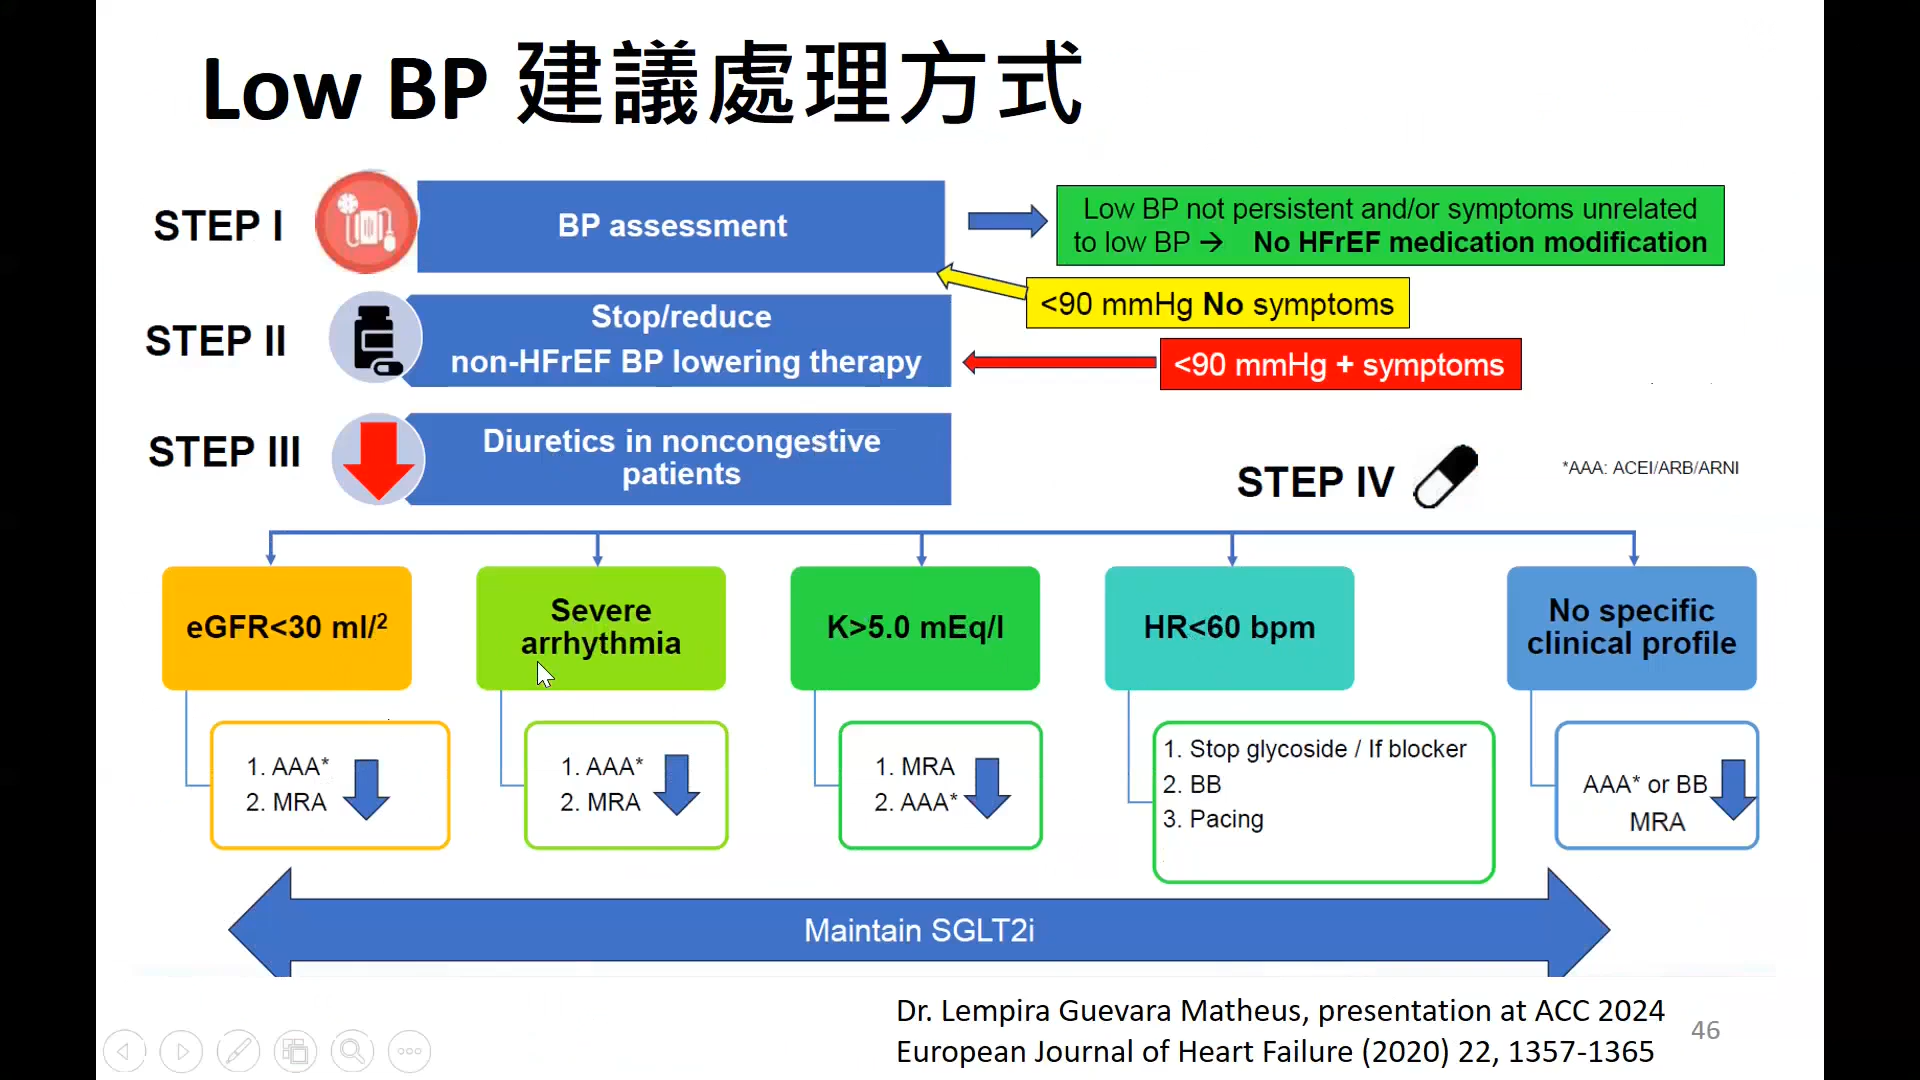 Low BP 建議處理方式
STEP I
BP assessment
Low BP not persistent and/or symptoms unrelated
to low BP → No HFrEF medication modification
<90 mmHg No symptoms
STEP II
Stop/reduce
non-HFrEF BP lowering therapy
<90 mmHg + symptoms
STEP III
Diuretics in noncongestive
patients
STEP IV
*AAA: ACEI/ARB/ARNI
eGFR<30 ml/²
Severe
arrhythmia
K>5.0 mEq/l
HR<60 bpm
No specific
clinical profile
1. AAA*
2. MRA
1. AAA*
2. MRA
1. MRA
2. AAA*
1. Stop glycoside / If blocker
2. BB
3. Pacing
AAA* or BB
MRA
Maintain SGLT2i
Dr. Lempira Guevara Matheus, presentation at ACC 2024
European Journal of Heart Failure (2020) 22, 1357-1365
46